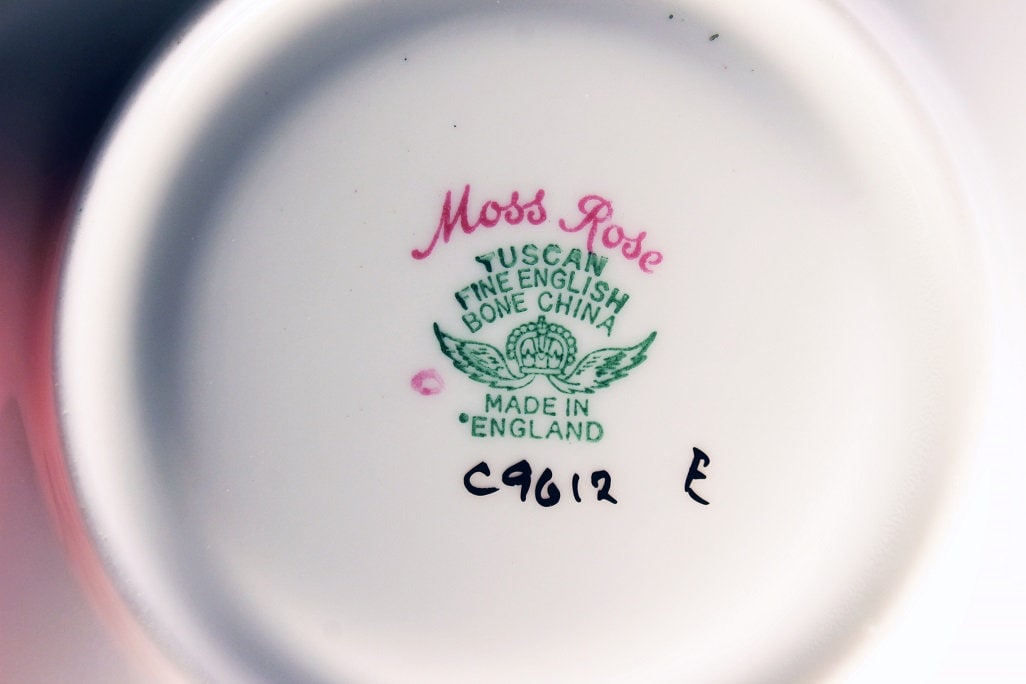 Moss Rose
TUSCAN
FINE ENGLISH
BONE CHINA
MADE IN
ENGLAND
C9612 E